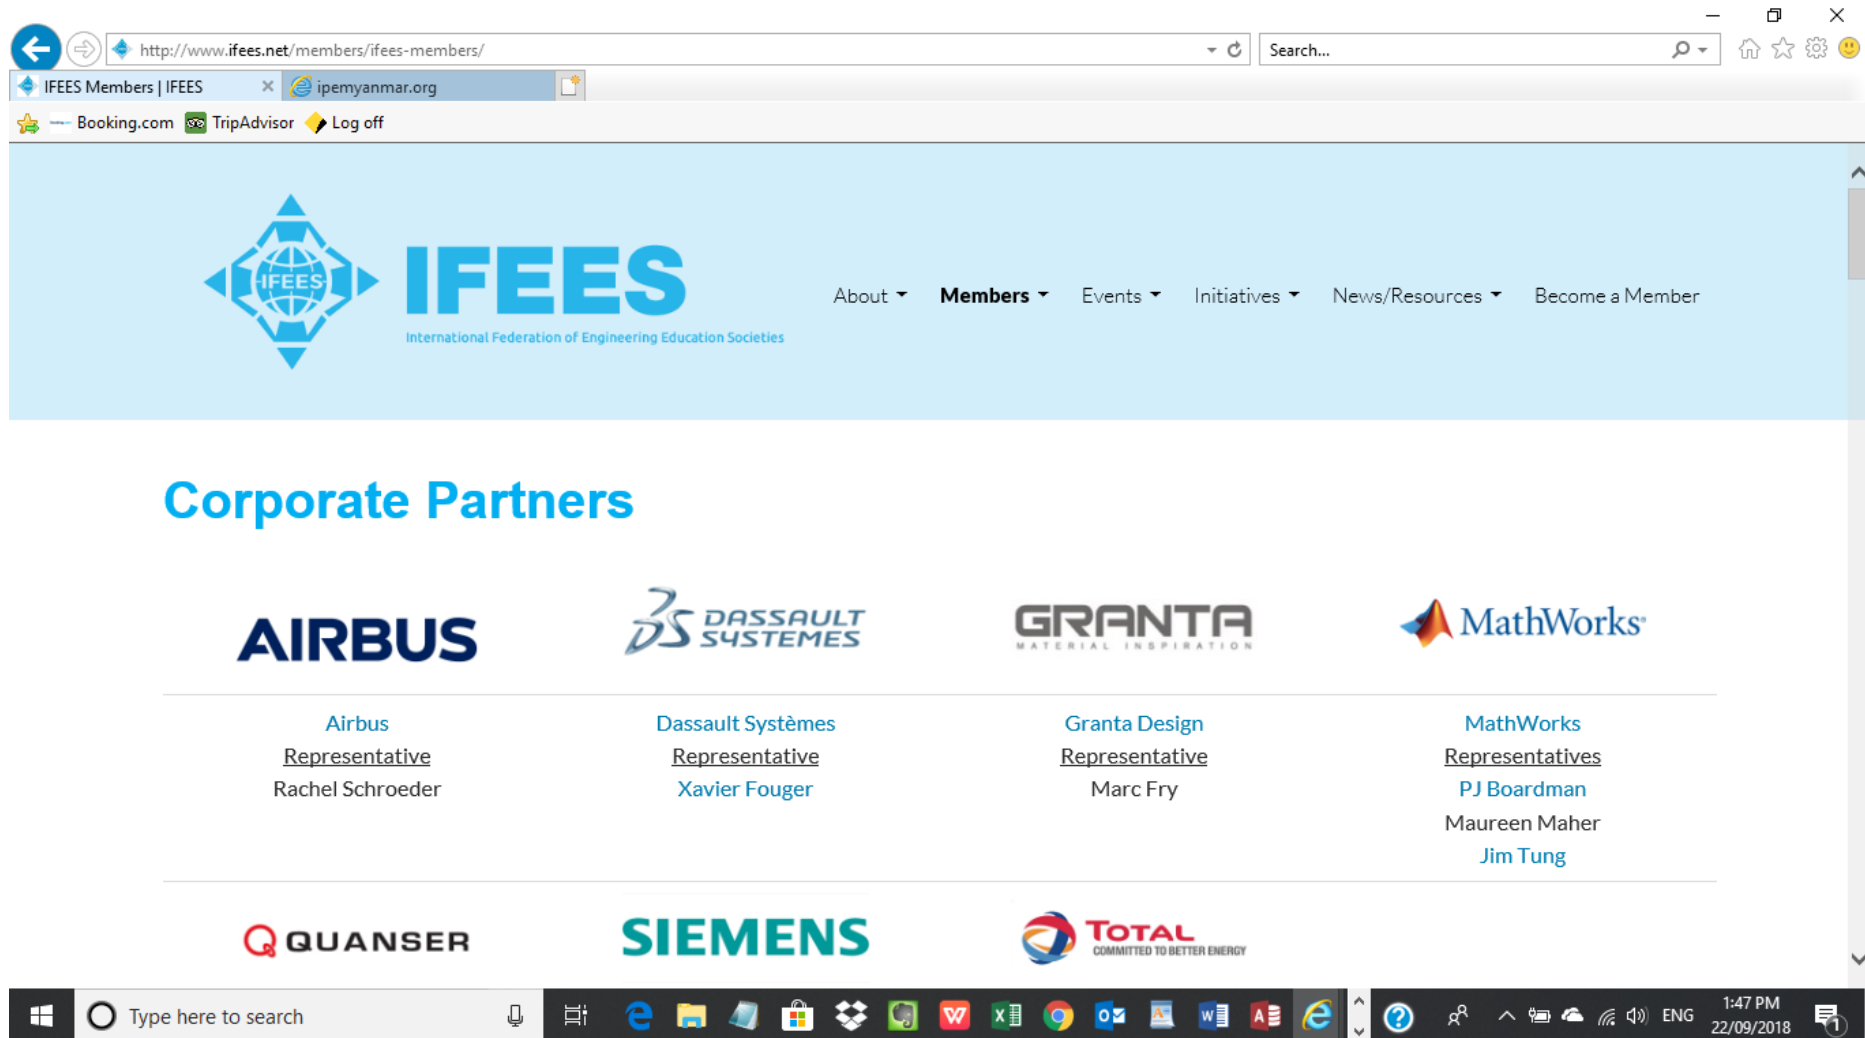 http://www.ifees.net/members/ifees-members/
Search...
IFEES Members | IFEES
ipemyanmar.org
Booking.com
TripAdvisor
Log off
IFEES
IFEES
International Federation of Engineering Education Societies
About
Members
Events
Initiatives
News/Resources
Become a Member
Corporate Partners
AIRBUS
DASSAULT
SYSTEMES
GRANTA
MATERIAL INSPIRATION
MathWorks
Airbus
Representative
Rachel Schroeder
Dassault Systèmes
Representative
Xavier Fouger
Granta Design
Representative
Marc Fry
MathWorks
Representatives
PJ Boardman
Maureen Maher
Jim Tung
QUANSER
SIEMENS
TOTAL
COMMITTED TO BETTER ENERGY
Type here to search
ENG
1:47 PM
22/09/2018
1